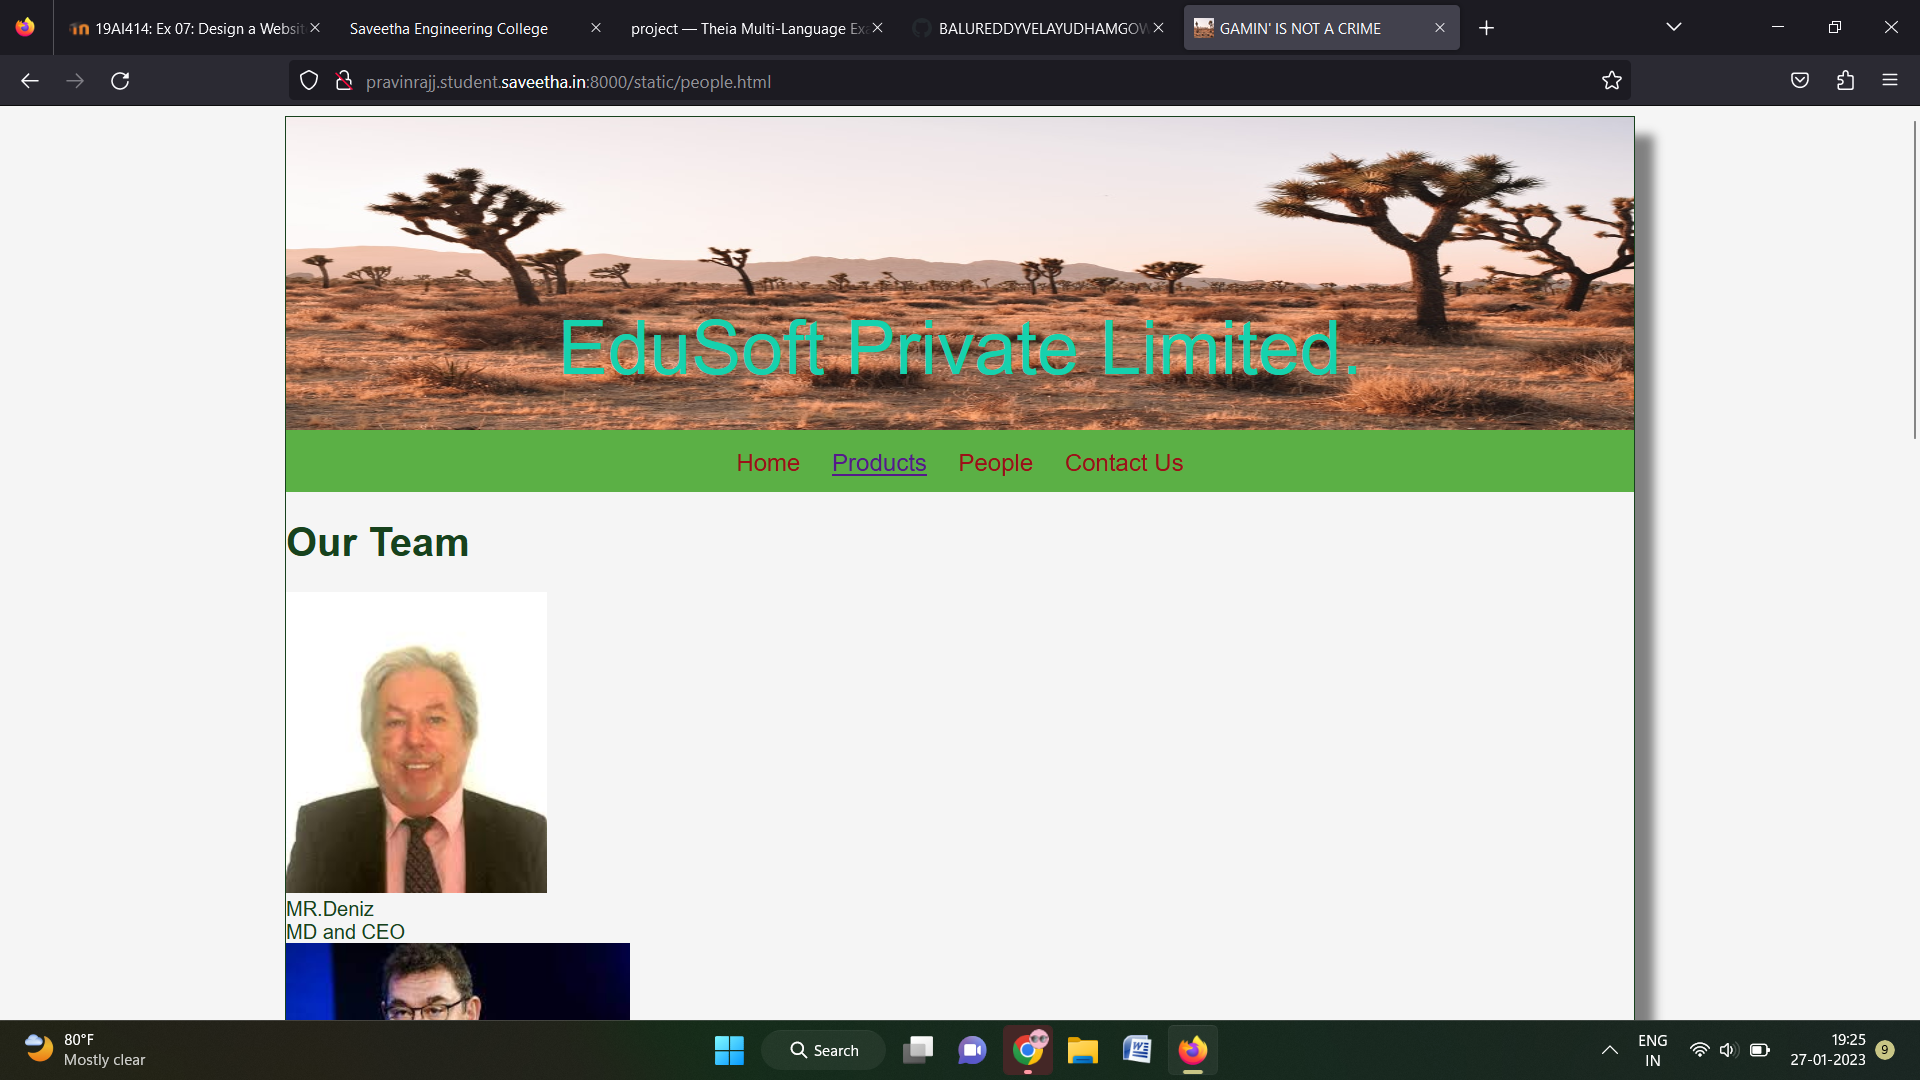 19AI414: Ex 07: Design a Websit
Saveetha Engineering College
project — Theia Multi-Language Exa
BALUREDDYVELAYUDHAMGOW
GAMIN' IS NOT A CRIME
pravinrajj.student.saveetha.in:8000/static/people.html
EduSoft Private Limited.
Home Products People Contact Us
Our Team
MR.Deniz
MD and CEO
80°F
Mostly clear
Search
ENG
IN
19:25
27-01-2023
9